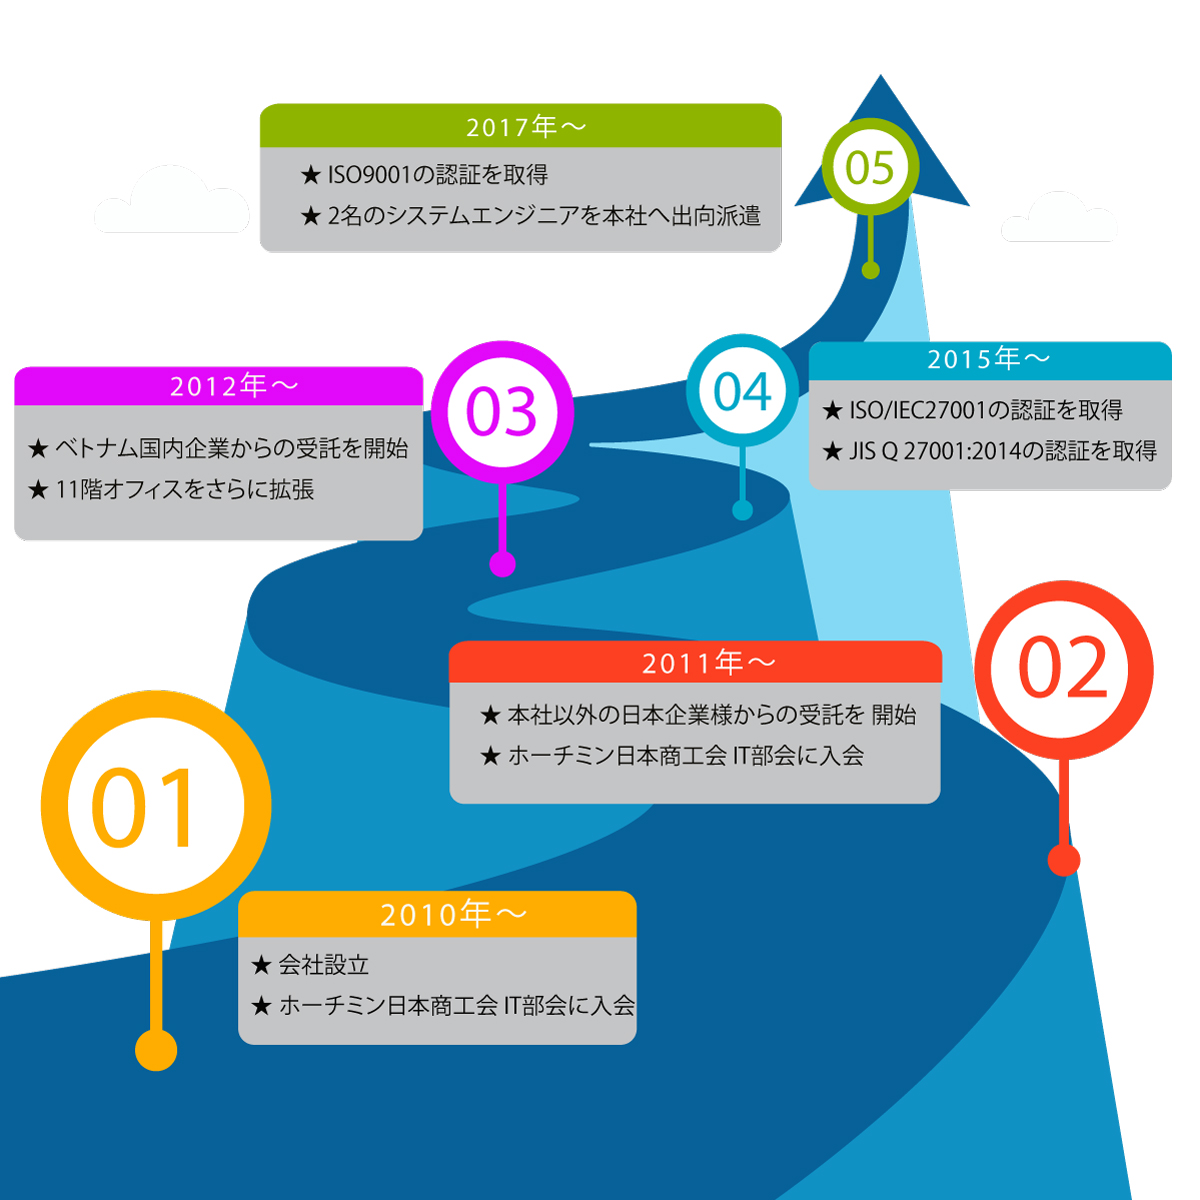 2017年～
★ ISO9001の認証を取得
★ 2名のシステムエンジニアを本社へ出向派遣
05
2012年～
★ ベトナム国内企業からの受託を開始
★ 11階オフィスをさらに拡張
03
04
2015年～
★ ISO/IEC27001の認証を取得
★ JIS Q 27001:2014の認証を取得
2011年～
★ 本社以外の日本企業様からの受託を 開始
★ ホーチミン日本商工会 IT部会に入会
02
01
2010年～
★ 会社設立
★ ホーチミン日本商工会 IT部会に入会